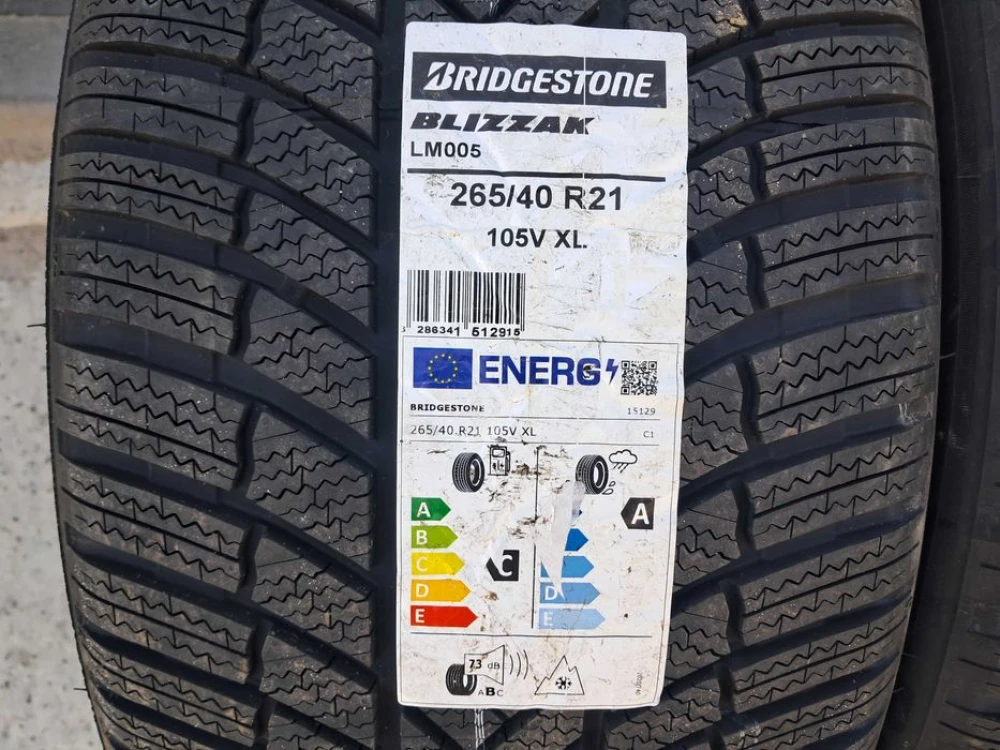 BRIDGESTONE
BLIZZAK
LM005
265/40 R21
105V XL
3 286341 512915
ENERG
BRIDGESTONE 15129
265/40 R21 105V XL C1
A
B
C
D
E
C
D
E
A
73 dB
ABC